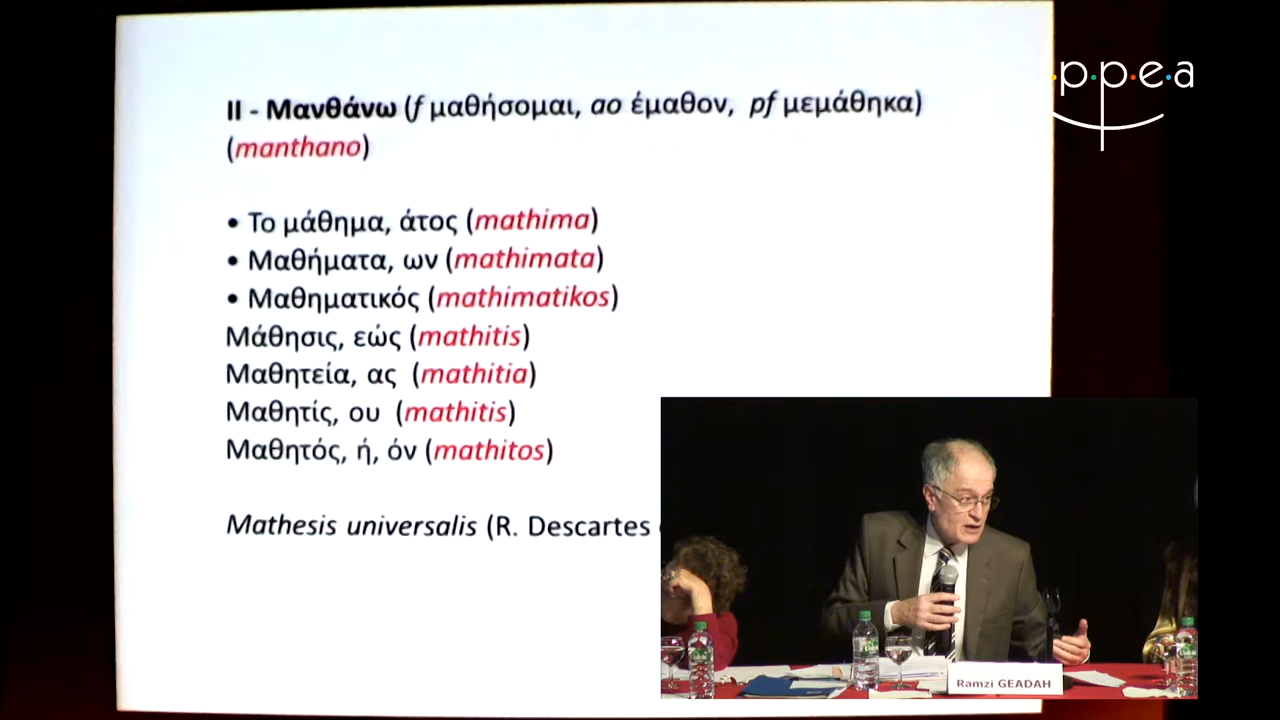 II - Μανθάνω (f μαθήσομαι, ao έμαθον, pf μεμάθηκα)
(manthano)
• Το μάθημα, άτος (mathima)
• Μαθήματα, ων (mathimata)
• Μαθηματικός (mathimatikos)
Μάθησις, εώς (mathitis)
Μαθητεία, ας (mathitia)
Μαθητίς, ου (mathitis)
Μαθητός, ή, όν (mathitos)
Mathesis universalis (R. Descartes
p.p.e.a
Ramzi GEADAH